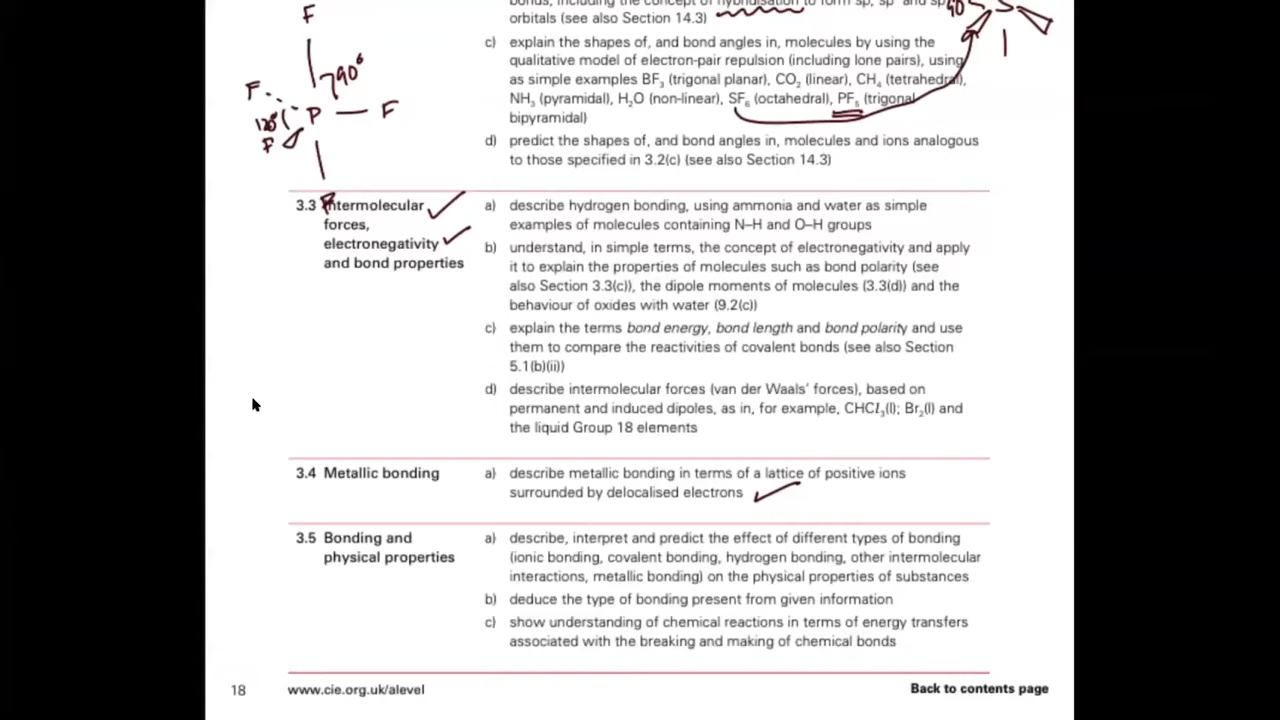 bonds, including the concept of hybridisation to form sp, sp² and sp³
orbitals (see also Section 14.3)
F
90
S
c) explain the shapes of, and bond angles in, molecules by using the
qualitative model of electron-pair repulsion (including lone pairs), using
as simple examples BF₃ (trigonal planar), CO₂ (linear), CH₄ (tetrahedral),
NH₃ (pyramidal), H₂O (non-linear), SF₆ (octahedral), PF₅ (trigonal
bipyramidal)
90°
F
P
F
120°
F
F
d) predict the shapes of, and bond angles in, molecules and ions analogous
to those specified in 3.2(c) (see also Section 14.3)
3.3 Intermolecular
forces,
electronegativity
and bond properties
a) describe hydrogen bonding, using ammonia and water as simple
examples of molecules containing N–H and O–H groups
b) understand, in simple terms, the concept of electronegativity and apply
it to explain the properties of molecules such as bond polarity (see
also Section 3.3(c)), the dipole moments of molecules (3.3(d)) and the
behaviour of oxides with water (9.2(c))
c) explain the terms bond energy, bond length and bond polarity and use
them to compare the reactivities of covalent bonds (see also Section
5.1(b)(ii))
d) describe intermolecular forces (van der Waals' forces), based on
permanent and induced dipoles, as in, for example, CHCl₃(l); Br₂(l) and
the liquid Group 18 elements
3.4 Metallic bonding
a) describe metallic bonding in terms of a lattice of positive ions
surrounded by delocalised electrons
3.5 Bonding and
physical properties
a) describe, interpret and predict the effect of different types of bonding
(ionic bonding, covalent bonding, hydrogen bonding, other intermolecular
interactions, metallic bonding) on the physical properties of substances
b) deduce the type of bonding present from given information
c) show understanding of chemical reactions in terms of energy transfers
associated with the breaking and making of chemical bonds
18 www.cie.org.uk/alevel Back to contents page